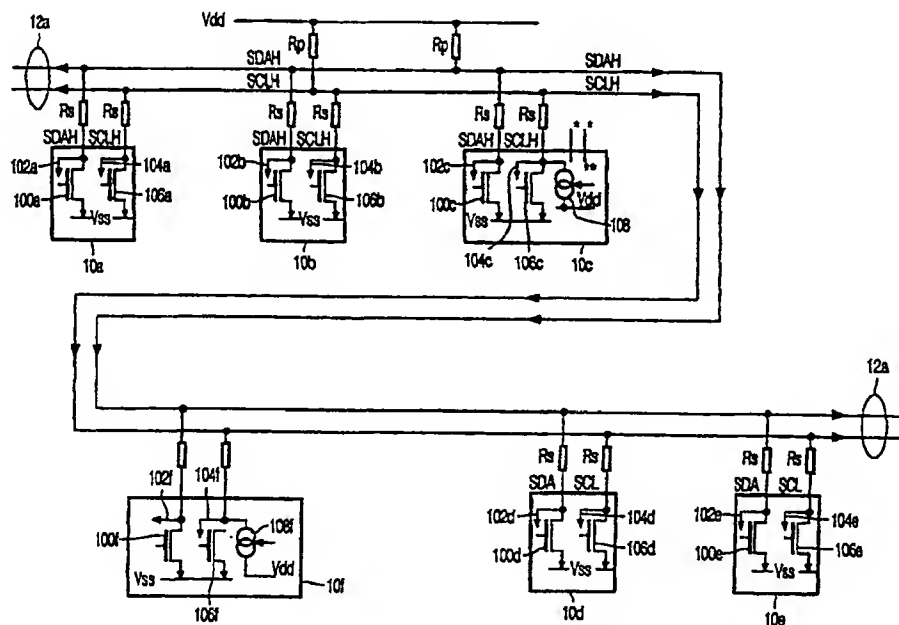 12a Vdd
Rp Rp
SDAH SDAH
SCLH SCLH
Rs Rs Rs Rs Rs Rs
SDAH SCLH SDAH SCLH SDAH SCLH * *
**
102a 104a 102b 104b 102c
100a 106a 100b 106b 100c
Vss Vss Vss Vdd
104c 106c 108
10a 10b 10c
12a
Rs Rs Rs Rs
SDA SCL SDA SCL
102f 104f 108f 102d 104d 102e 104e
100f 100d 106d 100e 106e
Vss Vdd Vss Vss
106f 10f 10d 10e